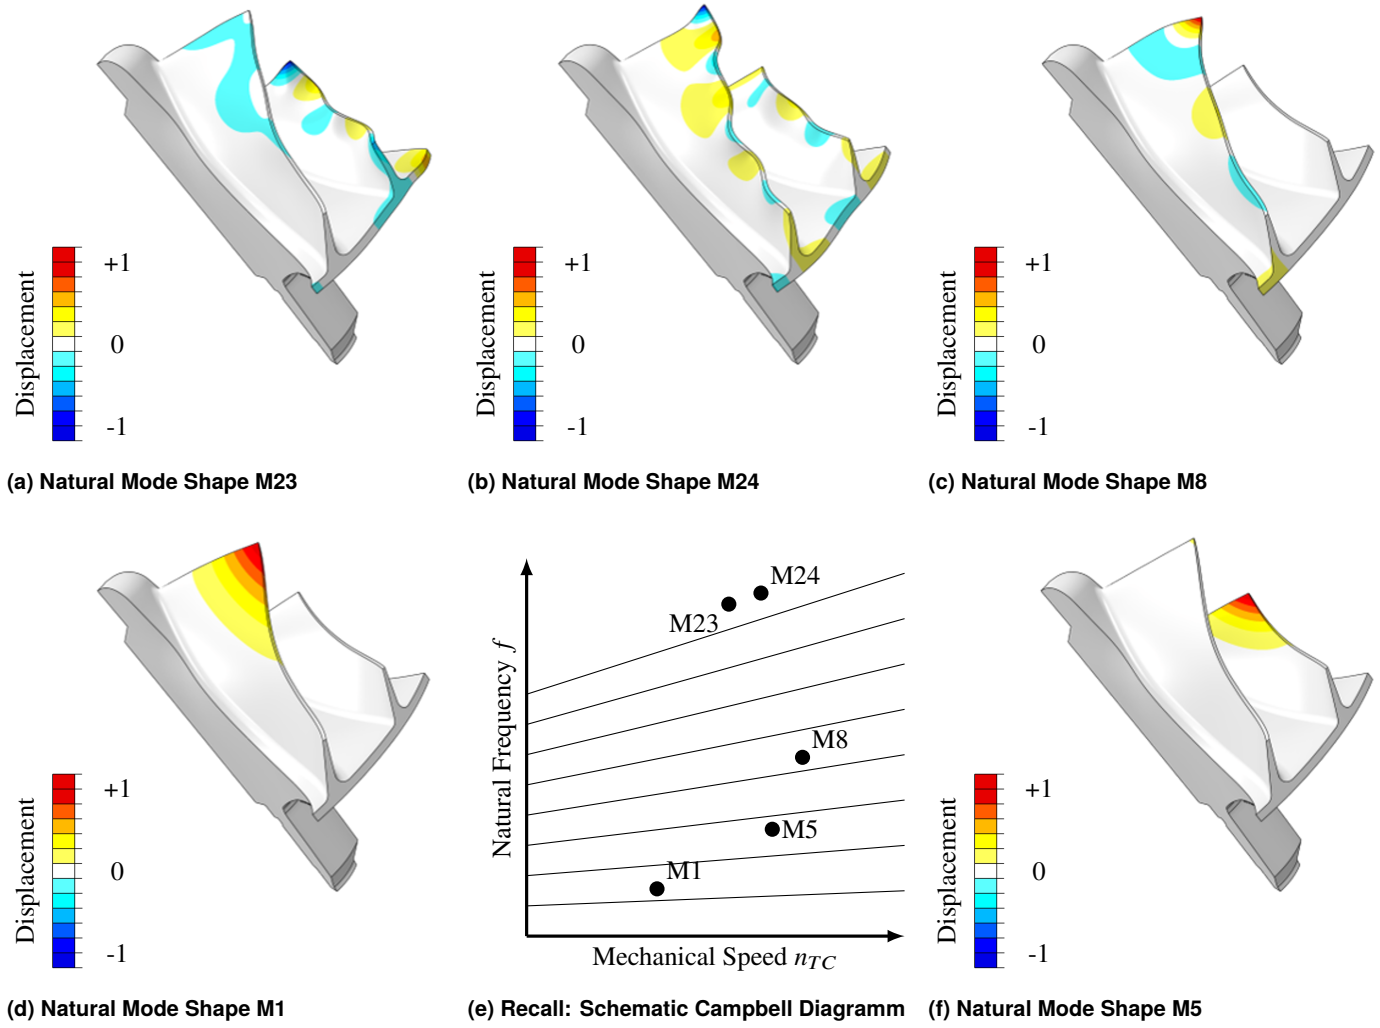 Displacement
+1
0
-1
(a) Natural Mode Shape M23
Displacement
+1
0
-1
(b) Natural Mode Shape M24
Displacement
+1
0
-1
(c) Natural Mode Shape M8
Displacement
+1
0
-1
(d) Natural Mode Shape M1
Natural Frequency f
M24
M23
M8
M5
M1
Mechanical Speed nTC
(e) Recall: Schematic Campbell Diagramm
Displacement
+1
0
-1
(f) Natural Mode Shape M5